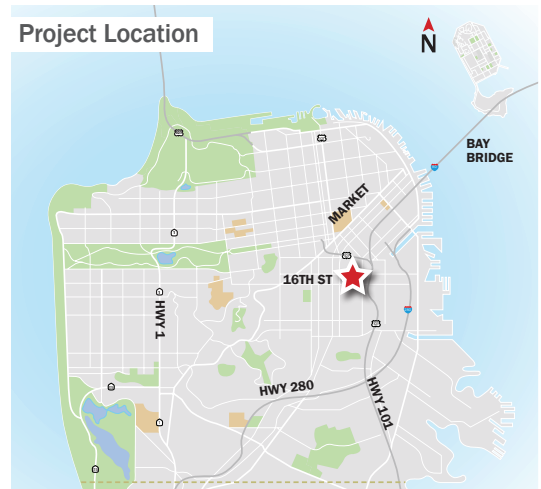 Project Location
N
BAY
BRIDGE
MARKET
16TH ST
HWY 1
HWY 280
HWY 101